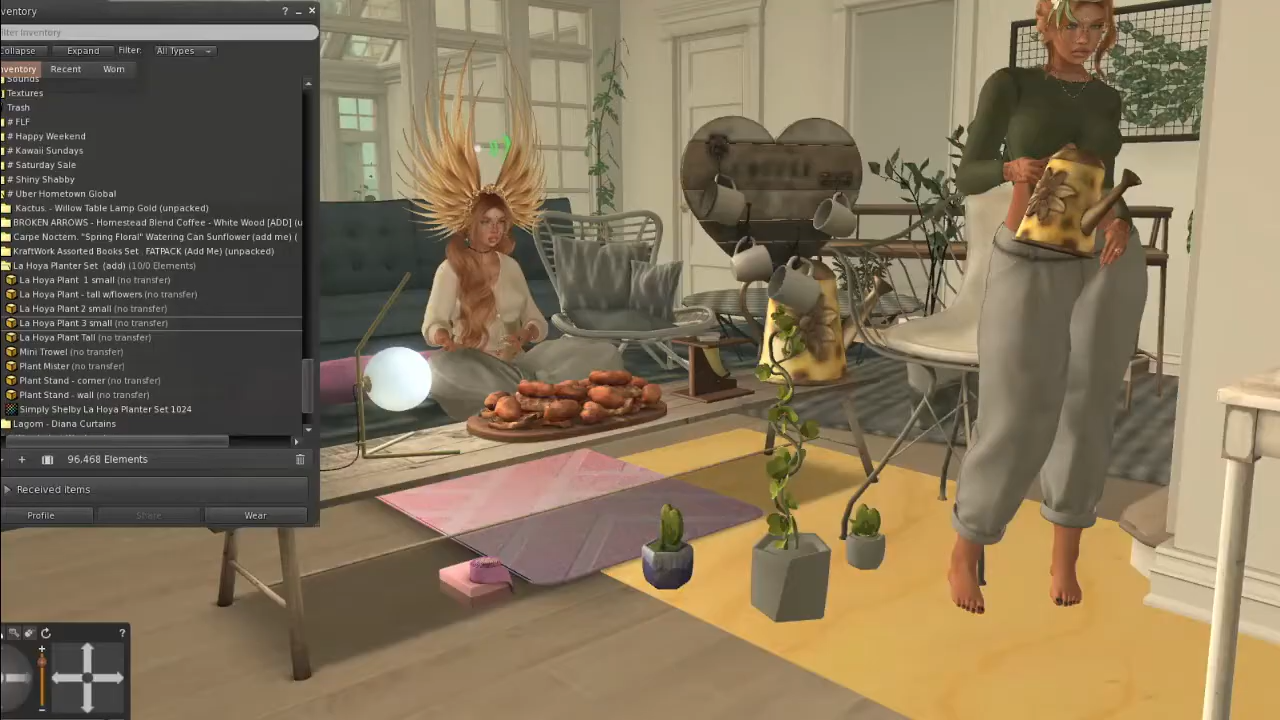 ventory
?
ilter Inventory
ollapse
Expand
Filter:
All Types
ventory
Recent
Worn
Sounds
Textures
Trash
# FLF
# Happy Weekend
# Kawaii Sundays
# Saturday Sale
# Shiny Shabby
# Uber Hometown Global
Kactus. - Willow Table Lamp Gold (unpacked)
BROKEN ARROWS - Homestead Blend Coffee - White Wood [ADD] (u
Carpe Noctem. "Spring Floral" Watering Can Sunflower (add me) (
KraftWork Assorted Books Set . FATPACK (Add Me) (unpacked)
La Hoya Planter Set (add) (10/0 Elements)
La Hoya Plant 1 small (no transfer)
La Hoya Plant - tall w/flowers (no transfer)
La Hoya Plant 2 small (no transfer)
La Hoya Plant 3 small (no transfer)
La Hoya Plant Tall (no transfer)
Mini Trowel (no transfer)
Plant Mister (no transfer)
Plant Stand - corner (no transfer)
Plant Stand - wall (no transfer)
Simply Shelby La Hoya Planter Set 1024
Lagom - Diana Curtains
96,468 Elements
Received Items
Profile
Share
Wear
COFFEE
?